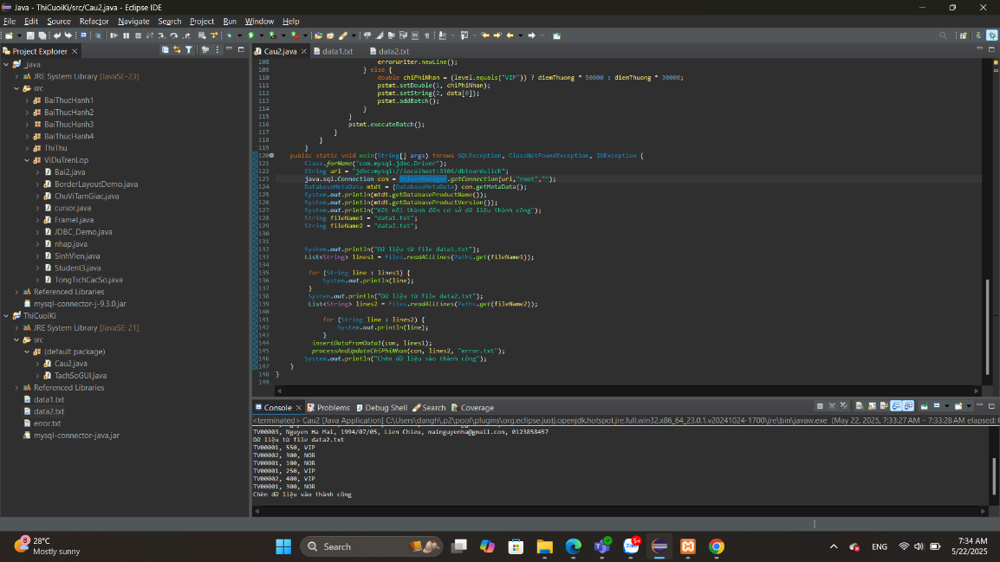 Java - ThiCuoiKi/src/Cau2.java - Eclipse IDE
File Edit Source Refactor Navigate Search Project Run Window Help
Project Explorer
_java
JRE System Library [JavaSE-23]
src
BaiThucHanh1
BaiThucHanh2
BaiThucHanh3
BaiThucHanh4
ThiThu
ViDuTrenLop
Bai2.java
BorderLayoutDemo.java
ChuViTamGiac.java
cursor.java
FrameI.java
JDBC_Demo.java
nhap.java
SinhVien.java
Student3.java
TongTichCacSo.java
Referenced Libraries
mysql-connector-j-9.3.0.jar
ThiCuoiKi
JRE System Library [JavaSE-21]
src
(default package)
Cau2.java
TachSoGUI.java
Referenced Libraries
data1.txt
data2.txt
error.txt
mysql-connector-java.jar
Cau2.java data1.txt data2.txt
108 errorWriter.newLine();
109 } else {
110 double chiPhiNhan = (level.equals("VIP")) ? diemThuong * 50000 : diemThuong * 30000;
111 pstmt.setDouble(1, chiPhiNhan);
112 pstmt.setString(2, data[0]);
113 pstmt.addBatch();
114 }
115 }
116 pstmt.executeBatch();
117 }
118 }
119 }
120 public static void main(String[] args) throws SQLException, ClassNotFoundException, IOException {
121 Class.forName("com.mysql.jdbc.Driver");
122 String url = "jdbc:mysql://localhost:3306/dbtourdulich";
123 java.sql.Connection con = DriverManager.getConnection(url,"root","");
124 DatabaseMetaData mtdt = (DatabaseMetaData) con.getMetaData();
125 System.out.println(mtdt.getDatabaseProductName());
126 System.out.println(mtdt.getDatabaseProductVersion());
127 System.out.println("Kết nối thành đến cơ sở dữ liệu thành công");
128 String fileName1 = "data1.txt";
129 String fileName2 = "data2.txt";
130
131
132 System.out.println("Dữ liệu từ file data1.txt");
133 List<String> lines1 = Files.readAllLines(Paths.get(fileName1));
134
135 for (String line : lines1) {
136 System.out.println(line);
137 }
138 System.out.println("Dữ liệu từ file data2.txt");
139 List<String> lines2 = Files.readAllLines(Paths.get(fileName2));
140
141 for (String line : lines2) {
142 System.out.println(line);
143 }
144 insertDataFromData1(con, lines1);
145 processAndUpdateChiPhiNhan(con, lines2, "error.txt");
146 System.out.println("Chèn dữ liệu vào thành công");
147 }
148 }
149
Console Problems Debug Shell Search Coverage
<terminated> Cau2 [Java Application] C:\Users\dangh\.p2\pool\plugins\org.eclipse.justj.openjdk.hotspot.jre.full.win32.x86_64_23.0.1.v20241024-1700\jre\bin\javaw.exe (May 22, 2025, 7:33:27 AM – 7:33:28 AM elapsed:
TV00003, Nguyen Ha Mai, 1994/07/05, Lien Chieu, mainguyenha@gmail.con, 0123858457
Dữ liệu từ file data2.txt
TV00001, 550, VIP
TV00002, 300, NOR
TV00001, 100, NOR
TV00001, 250, VIP
TV00002, 400, VIP
TV00001, 300, NOR
Chèn dữ liệu vào thành công
8
28°C
Mostly sunny
Search
5+
ENG
7:34 AM
5/22/2025